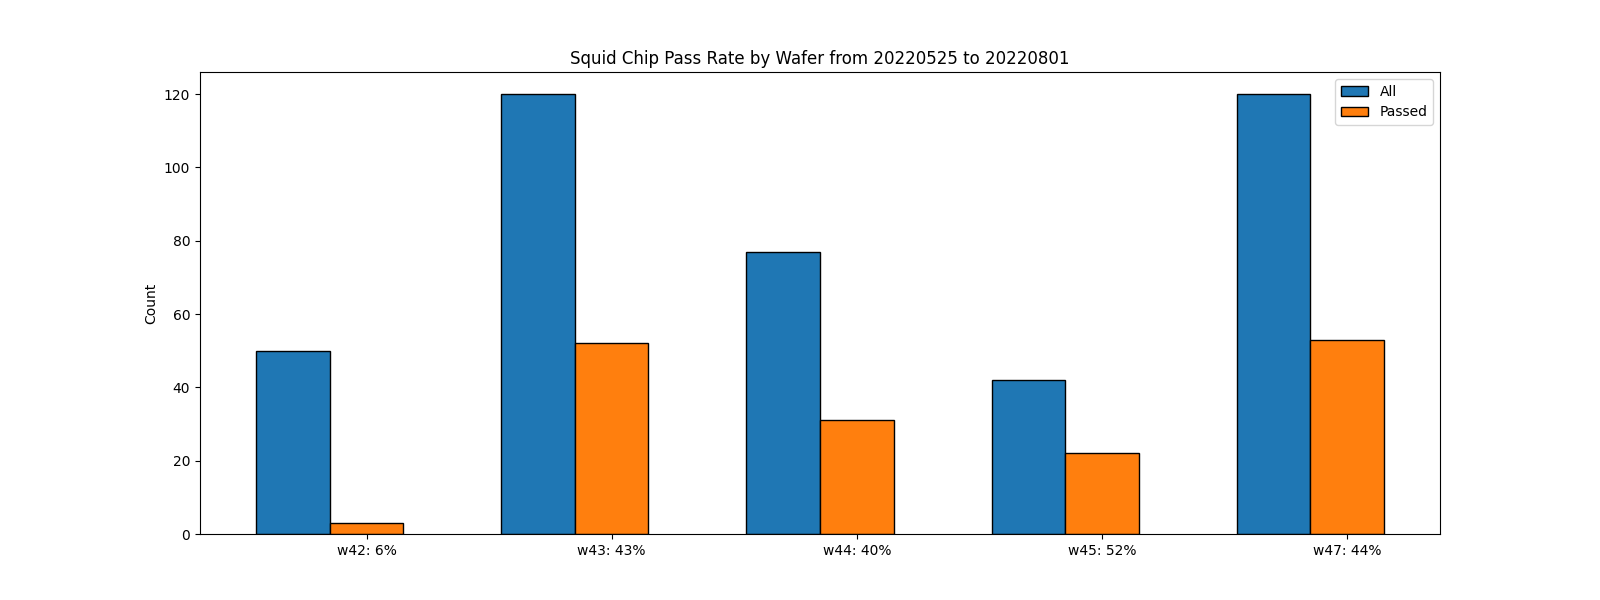 Squid Chip Pass Rate by Wafer from 20220525 to 20220801
All
Passed
120
100
80
60
40
20
0
Count
w42: 6%
w43: 43%
w44: 40%
w45: 52%
w47: 44%